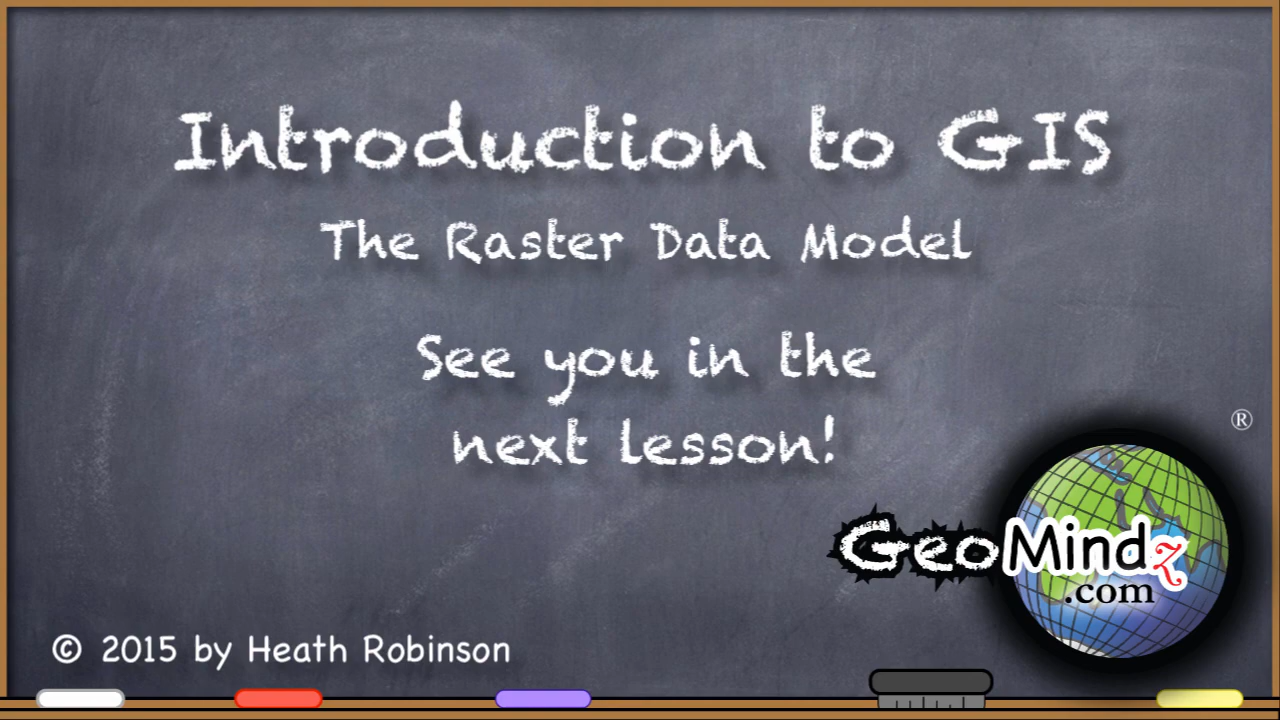 Introduction to GIS
The Raster Data Model
See you in the
next lesson!
®
GeoMindz
.com
© 2015 by Heath Robinson